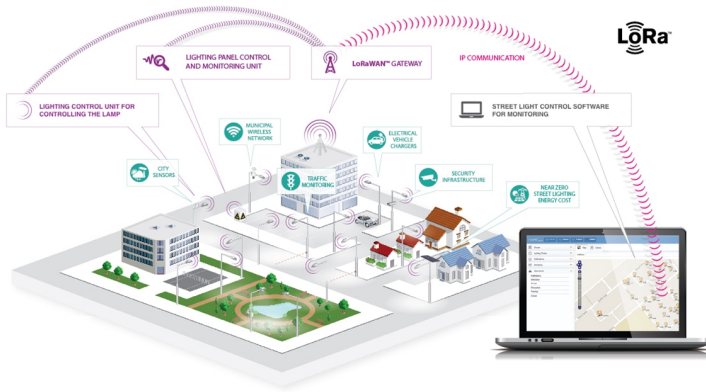 LoRa™
LIGHTING PANEL CONTROL
AND MONITORING UNIT
LoRaWAN™ GATEWAY
IP COMMUNICATION
LIGHTING CONTROL UNIT FOR
CONTROLLING THE LAMP
STREET LIGHT CONTROL SOFTWARE
FOR MONITORING
MUNICIPAL
WIRELESS
NETWORK
ELECTRICAL
VEHICLE
CHARGERS
CITY
SENSORS
TRAFFIC
MONITORING
SECURITY
INFRASTRUCTURE
NEAR ZERO
STREET LIGHTING
ENERGY COST